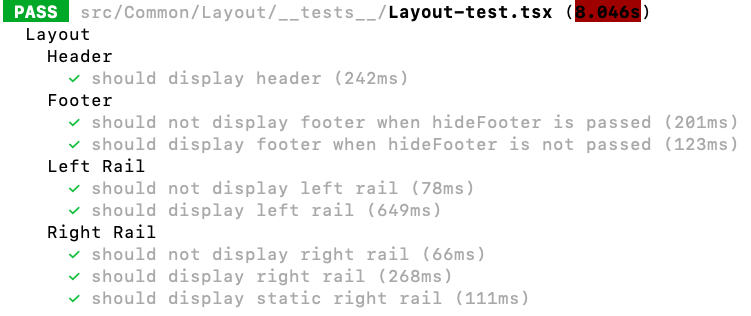 PASS src/Common/Layout/__tests__/Layout-test.tsx (8.046s)
Layout
Header
✓ should display header (242ms)
Footer
✓ should not display footer when hideFooter is passed (201ms)
✓ should display footer when hideFooter is not passed (123ms)
Left Rail
✓ should not display left rail (78ms)
✓ should display left rail (649ms)
Right Rail
✓ should not display right rail (66ms)
✓ should display right rail (268ms)
✓ should display static right rail (111ms)